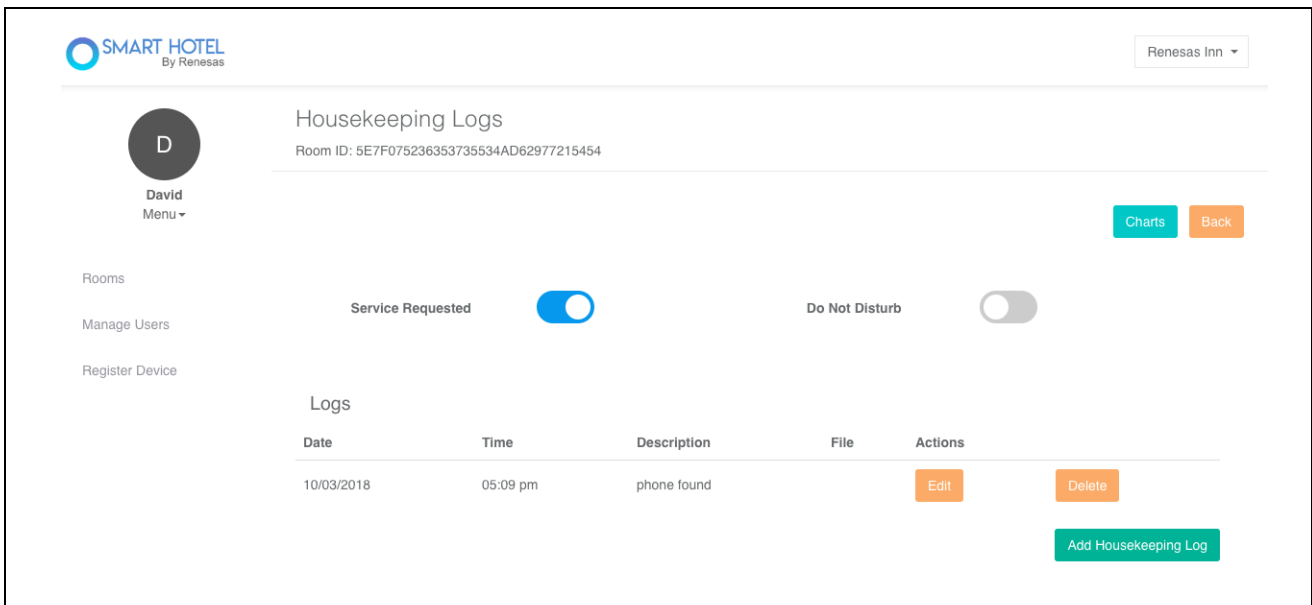 SMART HOTEL
By Renesas
Renesas Inn
D
David
Menu
Housekeeping Logs
Room ID: 5E7F075236353735534AD62977215454
Charts Back
Rooms
Manage Users
Register Device
Service Requested Do Not Disturb
Logs
Date Time Description File Actions
10/03/2018 05:09 pm phone found Edit Delete
Add Housekeeping Log